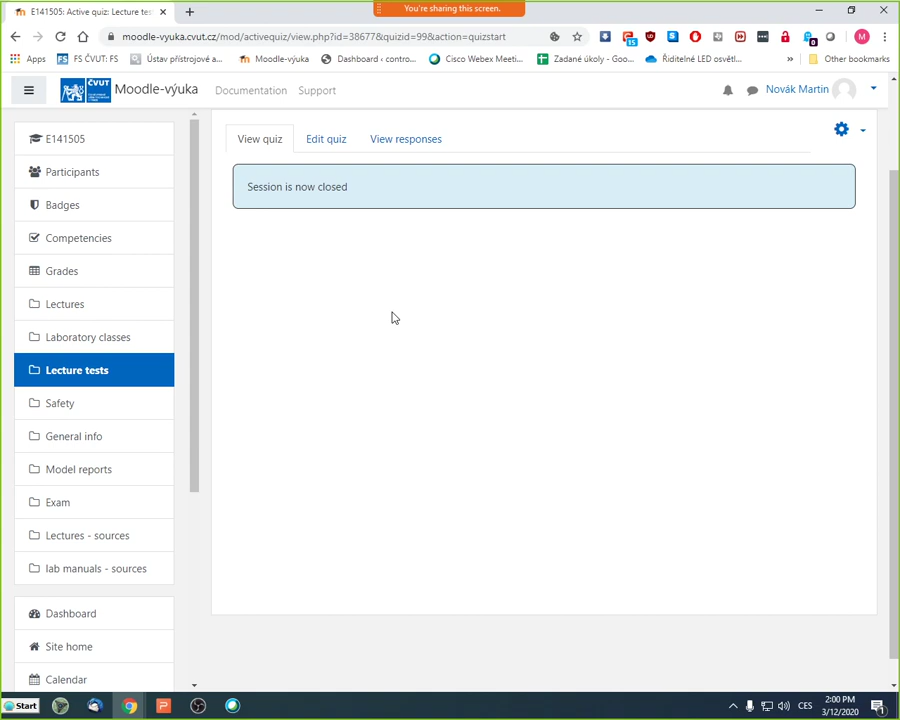 E141505: Active quiz: Lecture tes
You're sharing this screen.
moodle-vyuka.cvut.cz/mod/activequiz/view.php?id=38677&quizid=99&action=quizstart
15
0
M
Apps
FS ČVUT: FS
Ústav přístrojové a...
Moodle-výuka
Dashboard ‹ contro...
Cisco Webex Meeti...
Zadané úkoly - Goo...
Řiditelné LED osvětl...
»
Other bookmarks
ČVUT
Moodle-výuka
Documentation
Support
Novák Martin
E141505
Participants
Badges
Competencies
Grades
Lectures
Laboratory classes
Lecture tests
Safety
General info
Model reports
Exam
Lectures - sources
lab manuals - sources
Dashboard
Site home
Calendar
View quiz
Edit quiz
View responses
Session is now closed
Start
CES
2:00 PM
3/12/2020
1